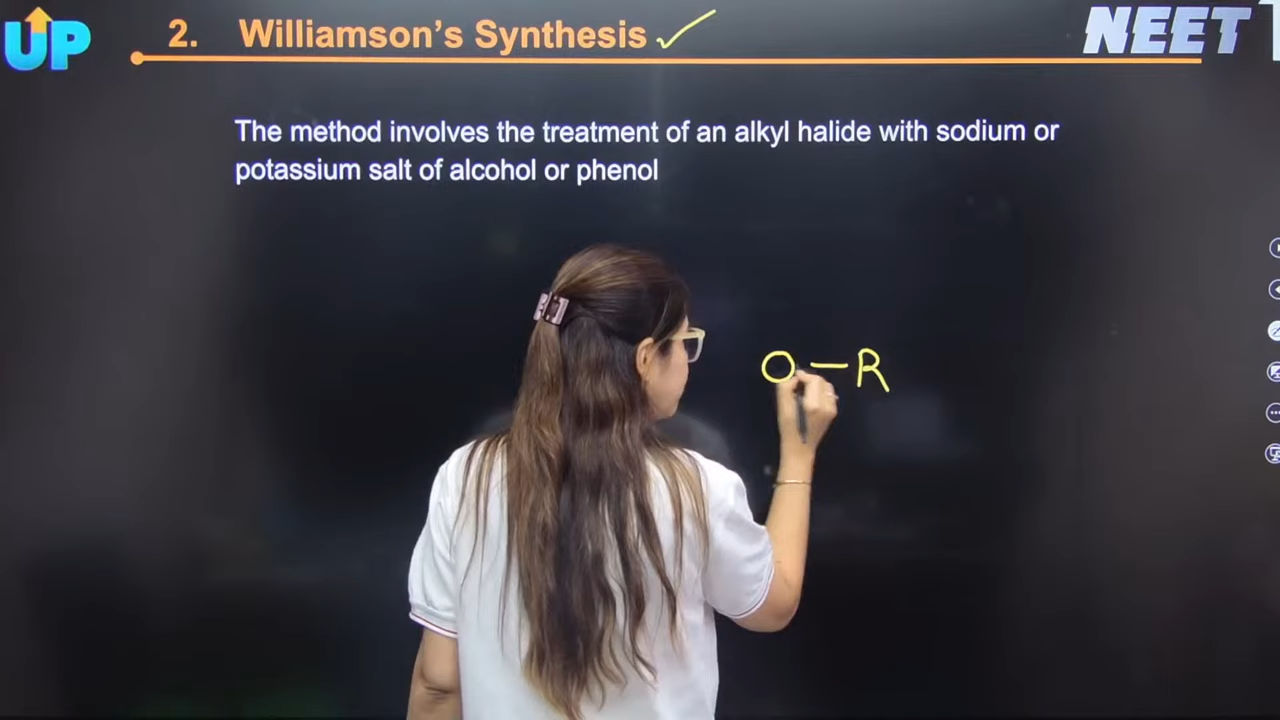 UP
2. Williamson's Synthesis
NEET
The method involves the treatment of an alkyl halide with sodium or
potassium salt of alcohol or phenol
O — R